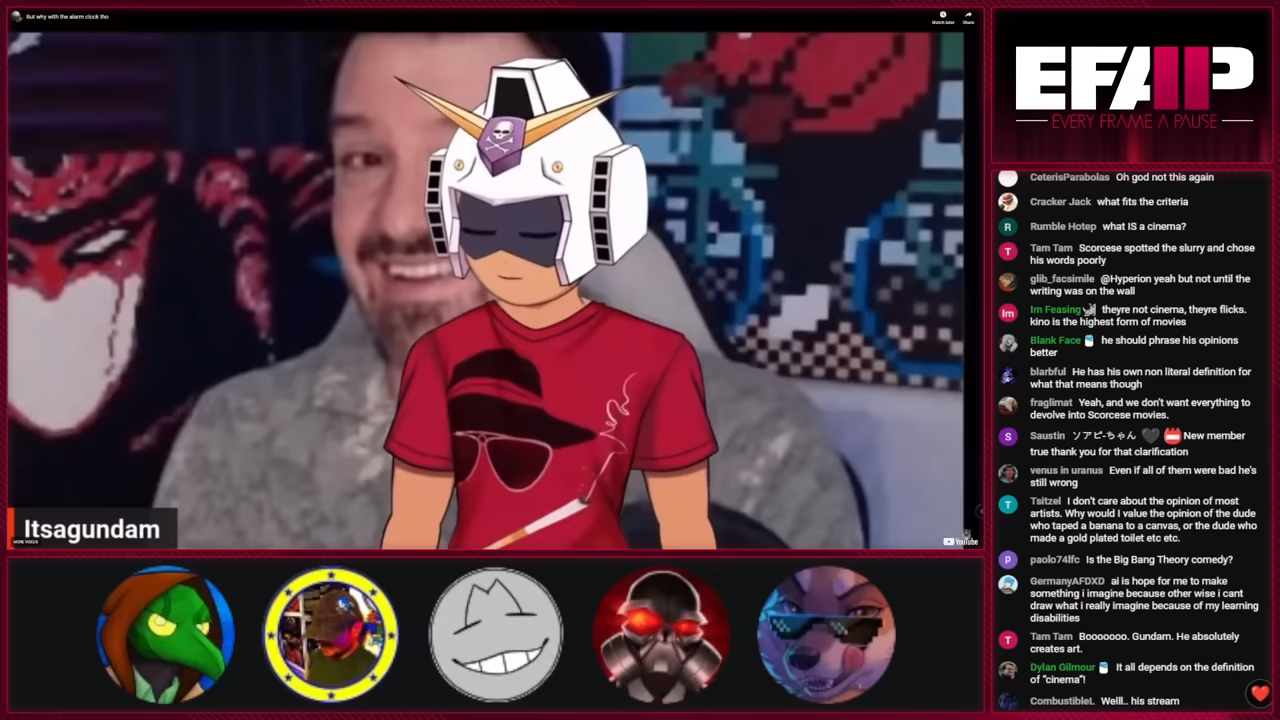 But why with the alarm clock tho
Watch later
Share
Itsagundam
MORE VIDEOS
YouTube
EFAP
EVERY FRAME A PAUSE
CeterisParabolas Oh god not this again
Cracker Jack what fits the criteria
R Rumble Hotep what IS a cinema?
T Tam Tam Scorcese spotted the slurry and chose
his words poorly
glib_facsimile @Hyperion yeah but not until the
writing was on the wall
Im Im Feasing theyre not cinema, theyre flicks.
kino is the highest form of movies
Blank Face he should phrase his opinions
better
blarbful He has his own non literal definition for
what that means though
fraglimat Yeah, and we don't want everything to
devolve into Scorcese movies.
S Saustin ソアビ-ちゃん New member
true thank you for that clarification
venus in uranus Even if all of them were bad he's
still wrong
T Tsitzel I don't care about the opinion of most
artists. Why would I value the opinion of the dude
who taped a banana to a canvas, or the dude who
made a gold plated toilet etc etc.
P paolo74lfc Is the Big Bang Theory comedy?
GermanyAFDXD ai is hope for me to make
something i imagine because other wise i cant
draw what i really imagine because of my learning
disabilities
T Tam Tam Booooooo. Gundam. He absolutely
creates art.
Dylan Gilmour It all depends on the definition
of "cinema"!
CombustibleL Welll.. his stream